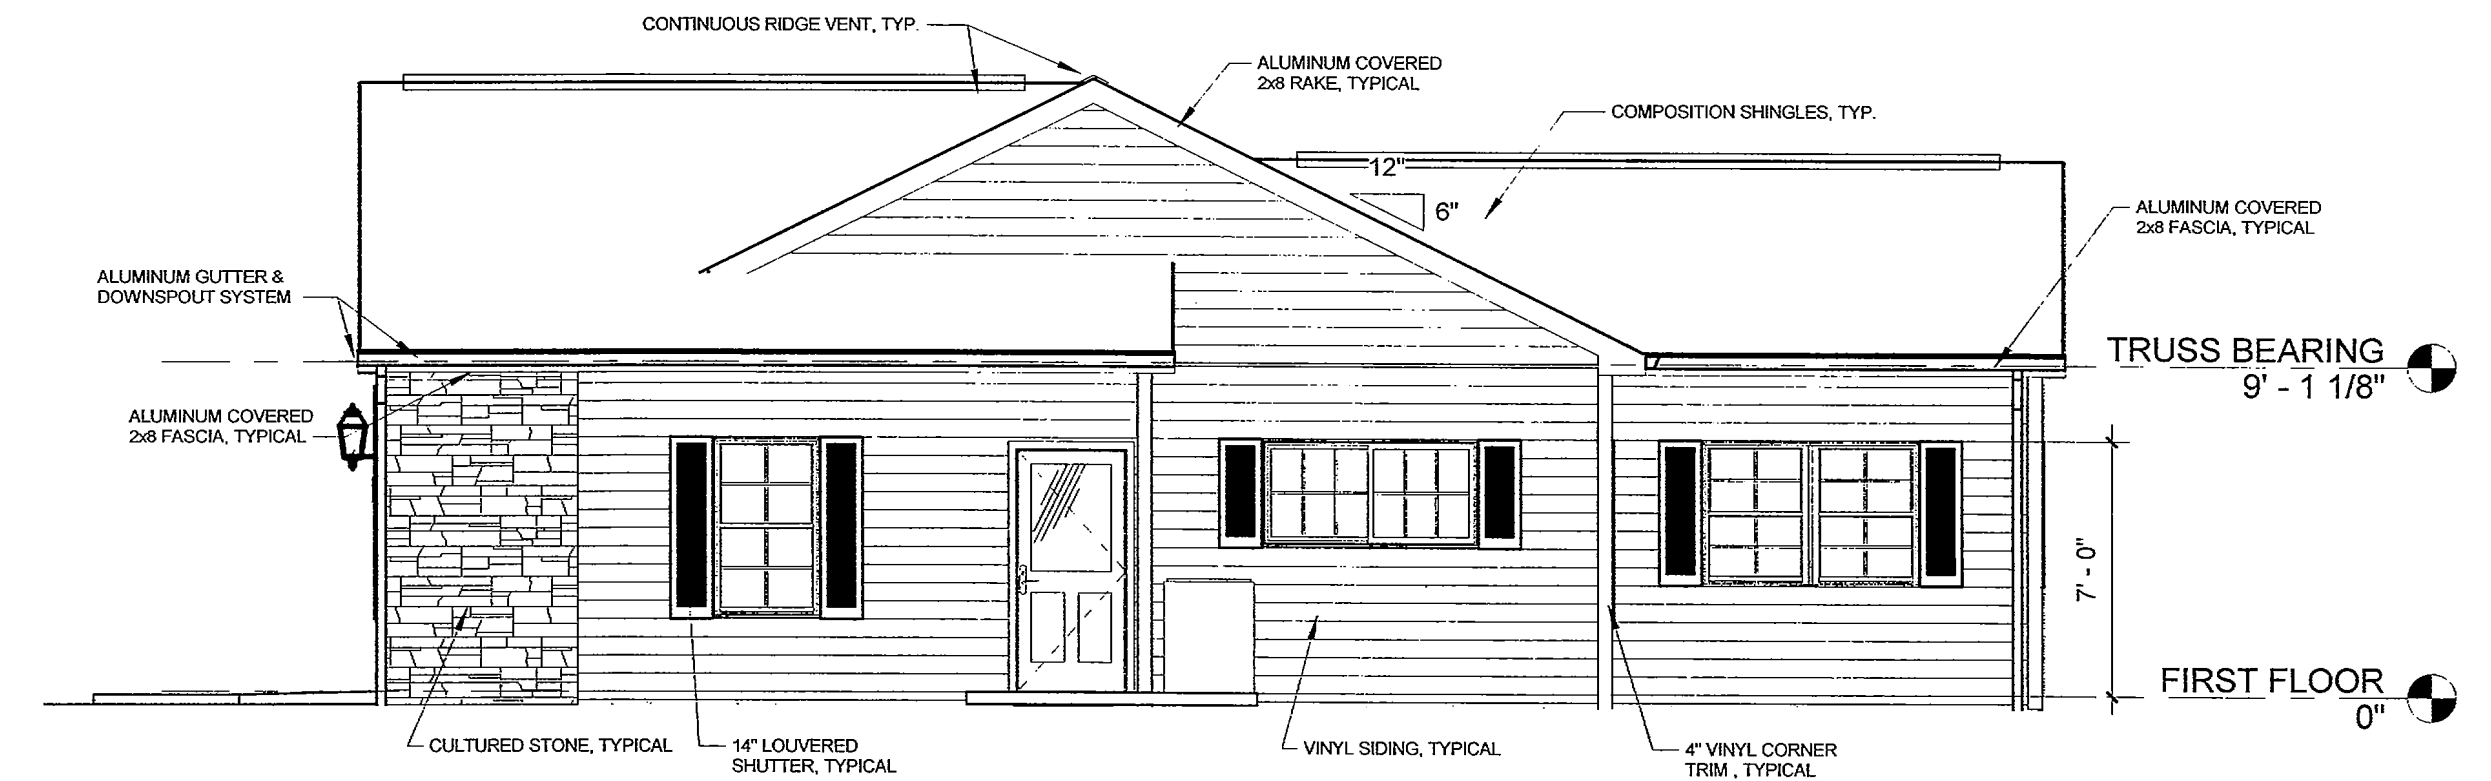 CONTINUOUS RIDGE VENT, TYP.
ALUMINUM COVERED
2x8 RAKE, TYPICAL
COMPOSITION SHINGLES, TYP.
12"
6"
ALUMINUM COVERED
2x8 FASCIA, TYPICAL
ALUMINUM GUTTER &
DOWNSPOUT SYSTEM
TRUSS BEARING
9' - 1 1/8"
ALUMINUM COVERED
2x8 FASCIA, TYPICAL
7' - 0"
FIRST FLOOR
0"
CULTURED STONE, TYPICAL
14" LOUVERED
SHUTTER, TYPICAL
VINYL SIDING, TYPICAL
4" VINYL CORNER
TRIM , TYPICAL